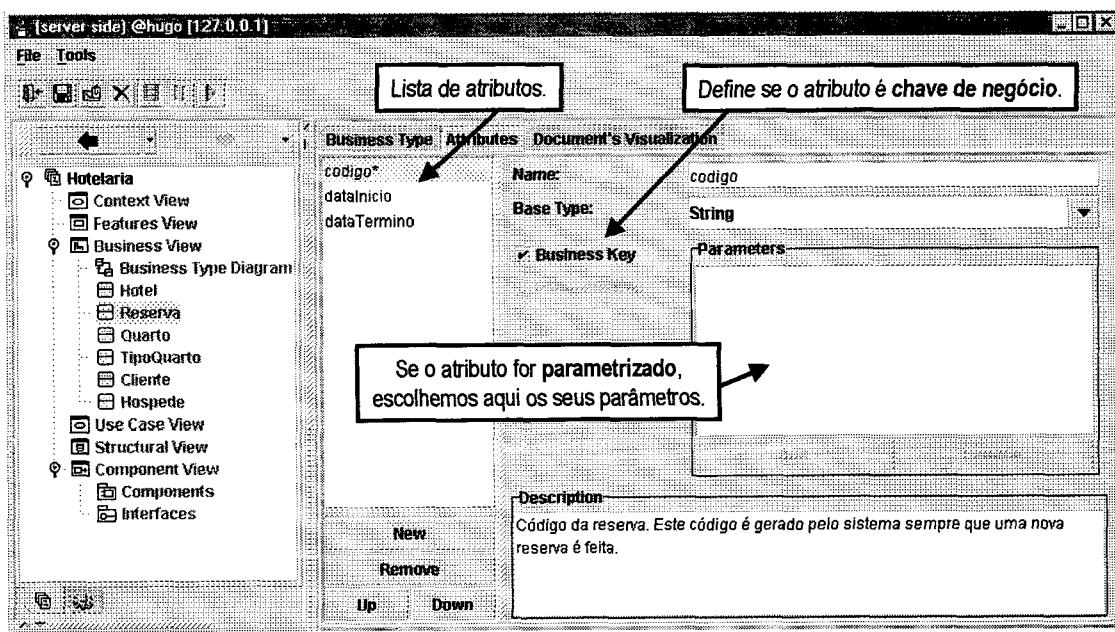 [server side] @hugo [127.0.0.1]
File Tools
Lista de atributos.
Define se o atributo é chave de negócio.
Hotelaria
Context View
Features View
Business View
Business Type Diagram
Hotel
Reserva
Quarto
TipoQuarto
Cliente
Hospede
Use Case View
Structural View
Component View
Components
Interfaces
Business Type Attributes Document's Visualization
codigo*
dataInicio
dataTermino
New
Remove
Up Down
Name: codigo
Base Type: String
Business Key
Parameters
Se o atributo for parametrizado,
escolhemos aqui os seus parâmetros.
Description
Código da reserva. Este código é gerado pelo sistema sempre que uma nova
reserva é feita.